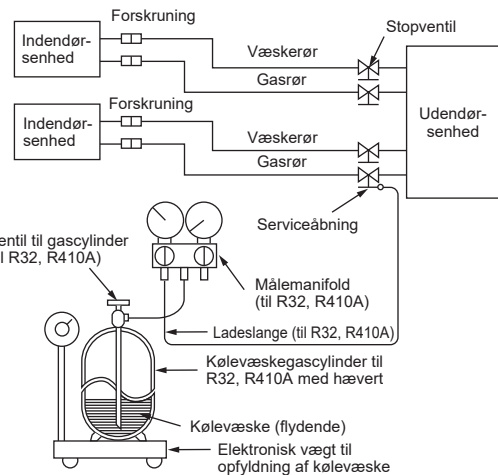 Forskruning
Stopventil
Indendør-
senhed
Væskerør
Gasrør
Udendør-
senhed
Forskruning
Indendør-
senhed
Væskerør
Gasrør
Serviceåbning
entil til gascylinder
il R32, R410A)
Målemanifold
(til R32, R410A)
Ladeslange (til R32, R410A)
Kølevæskegascylinder til
R32, R410A med hævert
Kølevæske (flydende)
Elektronisk vægt til
opfyldning af kølevæske